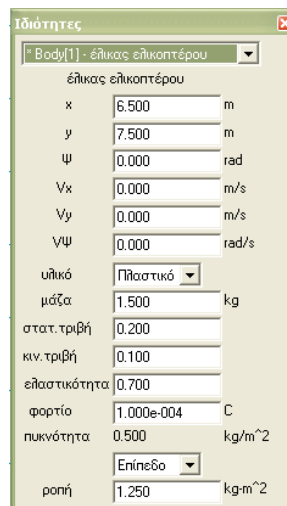 Ιδιότητες
* Body[1] - έλικας ελικοπτέρου
έλικας ελικοπτέρου
x 6.500 m
y 7.500 m
Ψ 0.000 rad
Vx 0.000 m/s
Vy 0.000 m/s
VΨ 0.000 rad/s
υλικό Πλαστικό
μάζα 1.500 kg
στατ.τριβή 0.200
κιν.τριβή 0.100
ελαστικότητα 0.700
φορτίο 1.000e-004 C
πυκνότητα 0.500 kg/m^2
Επίπεδο
ροπή 1.250 kg-m^2